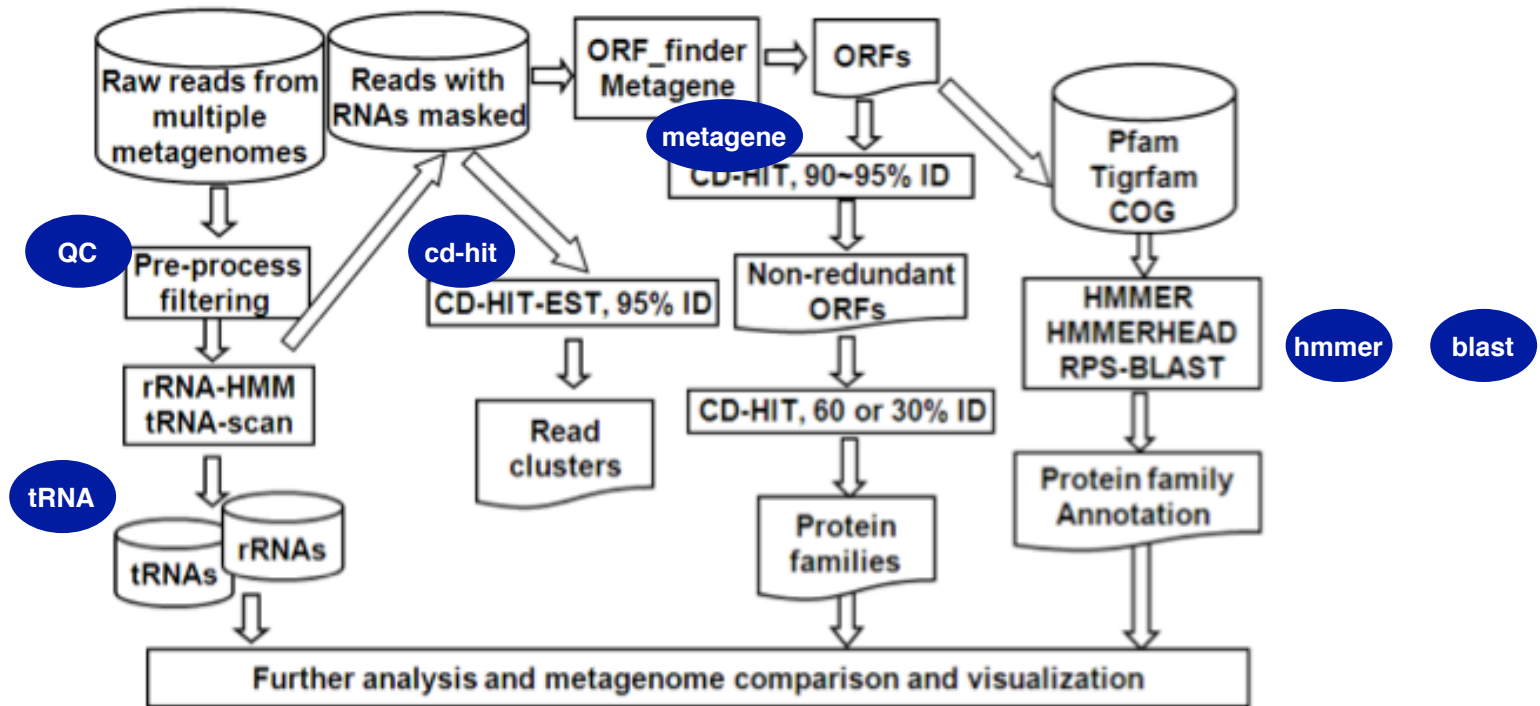 Raw reads from
multiple
metagenomes
Reads with
RNAs masked
ORF_finder
Metagene
ORFs
metagene
CD-HIT, 90~95% ID
Pfam
Tigrfam
COG
QC
Pre-process
filtering
cd-hit
CD-HIT-EST, 95% ID
Non-redundant
ORFs
HMMER
HMMERHEAD
RPS-BLAST
hmmer
blast
rRNA-HMM
tRNA-scan
Read
clusters
CD-HIT, 60 or 30% ID
tRNA
tRNAs
rRNAs
Protein
families
Protein family
Annotation
Further analysis and metagenome comparison and visualization